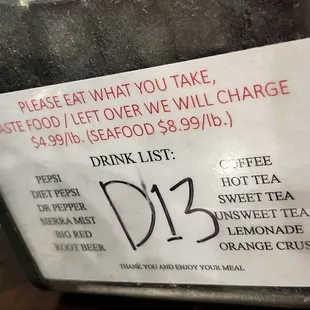 PLEASE EAT WHAT YOU TAKE,
ASTE FOOD / LEFT OVER WE WILL CHARGE
$4.99/lb. (SEAFOOD $8.99/lb.)
DRINK LIST:
PEPSI
DIET PEPSI
DR PEPPER
SIERRA MIST
BIG RED
ROOT BEER
D13
COFFEE
HOT TEA
SWEET TEA
UNSWEET TEA
LEMONADE
ORANGE CRUS
THANK YOU AND ENJOY YOUR MEAL